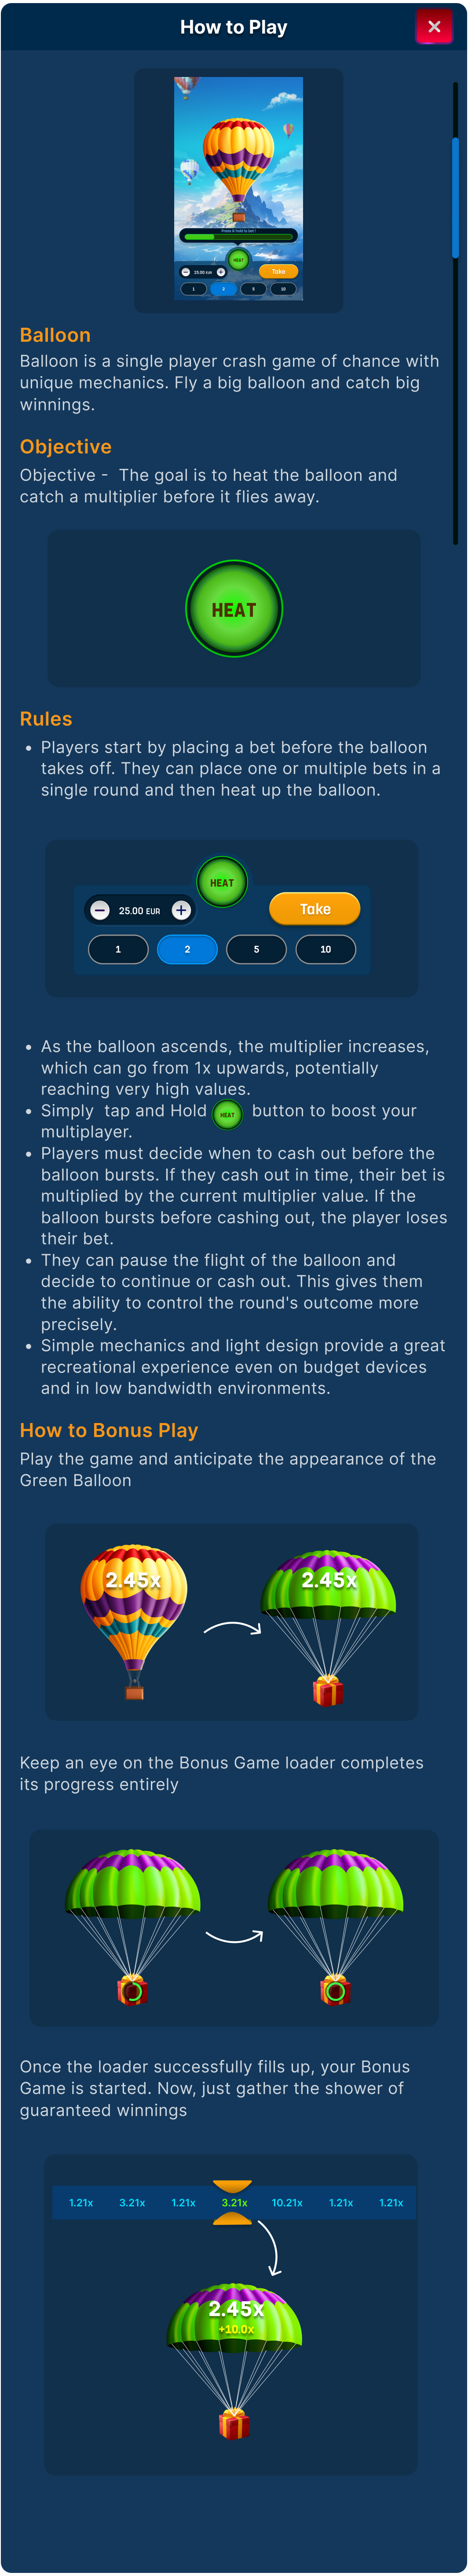 How to Play
Press & hold to bet !
HEAT
25.00 EUR
Take
1 2 5 10
Balloon
Balloon is a single player crash game of chance with
unique mechanics. Fly a big balloon and catch big
winnings.
Objective
Objective - The goal is to heat the balloon and
catch a multiplier before it flies away.
HEAT
Rules
• Players start by placing a bet before the balloon
takes off. They can place one or multiple bets in a
single round and then heat up the balloon.
HEAT
− 25.00 EUR + Take
1 2 5 10
• As the balloon ascends, the multiplier increases,
which can go from 1x upwards, potentially
reaching very high values.
• Simply tap and Hold HEAT button to boost your
multiplayer.
• Players must decide when to cash out before the
balloon bursts. If they cash out in time, their bet is
multiplied by the current multiplier value. If the
balloon bursts before cashing out, the player loses
their bet.
• They can pause the flight of the balloon and
decide to continue or cash out. This gives them
the ability to control the round's outcome more
precisely.
• Simple mechanics and light design provide a great
recreational experience even on budget devices
and in low bandwidth environments.
How to Bonus Play
Play the game and anticipate the appearance of the
Green Balloon
2.45x 2.45x
Keep an eye on the Bonus Game loader completes
its progress entirely
Once the loader successfully fills up, your Bonus
Game is started. Now, just gather the shower of
guaranteed winnings
1.21x 3.21x 1.21x 3.21x 10.21x 1.21x 1.21x
2.45x
+10.0x